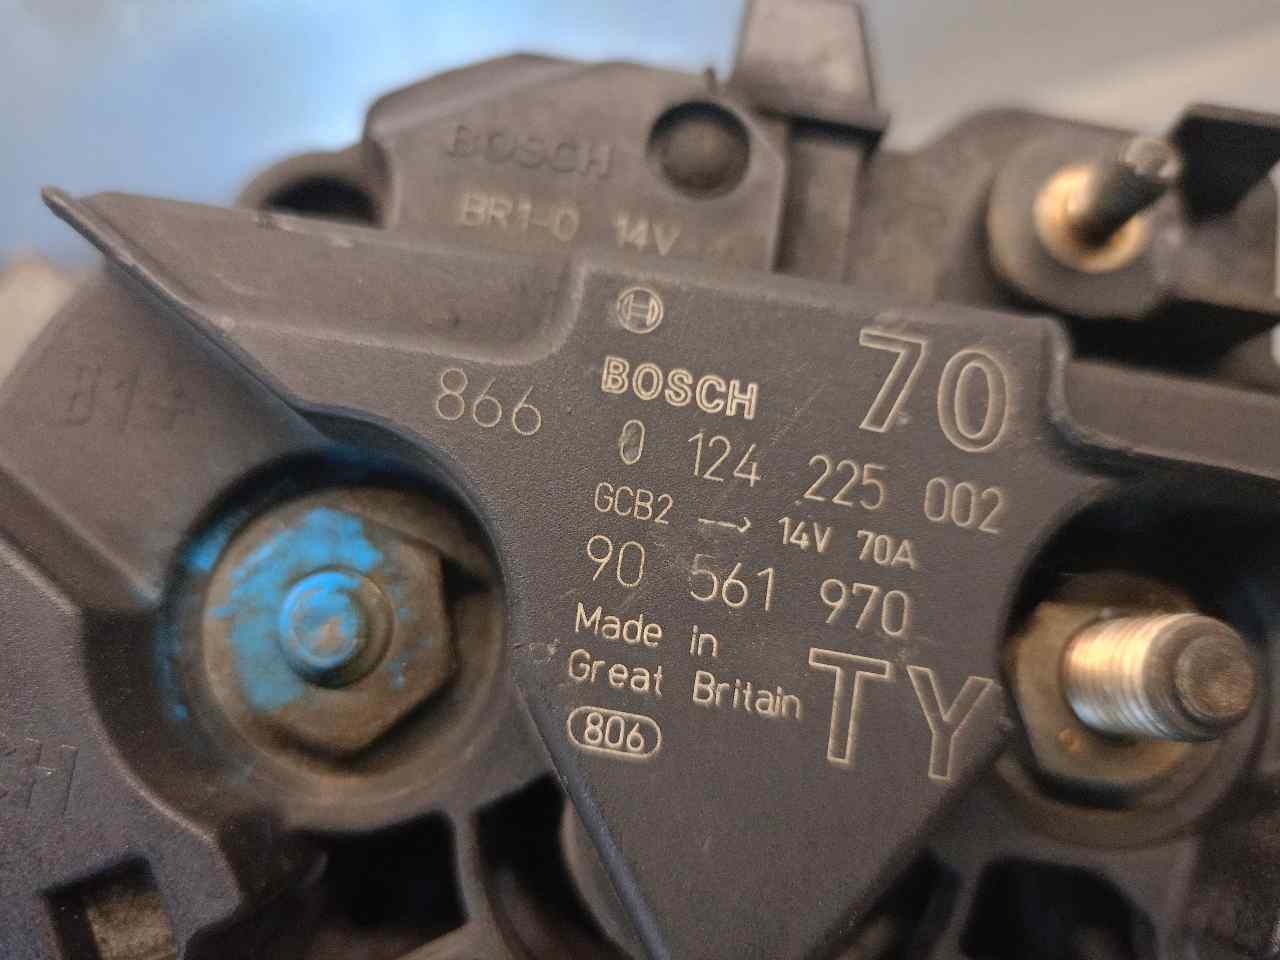 BOSCH
BR1-0 14V
B1+
BOSCH 70
866
0 124 225 002
GCB2 → 14V 70A
90 561 970
Made in
Great Britain
TY
806